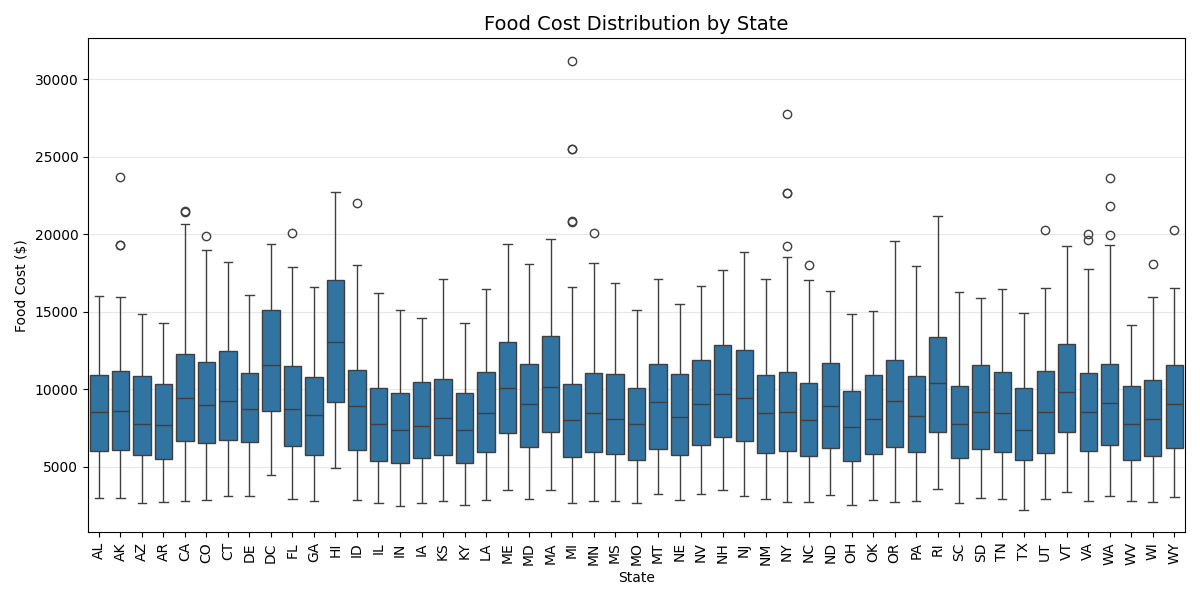 Food Cost Distribution by State
Food Cost ($)
30000
25000
20000
15000
10000
5000
AL AK AZ AR CA CO CT DE DC FL GA HI ID IL IN IA KS KY LA ME MD MA MI MN MS MO MT NE NV NH NJ NM NY NC ND OH OK OR PA RI SC SD TN TX UT VT VA WA WV WI WY
State